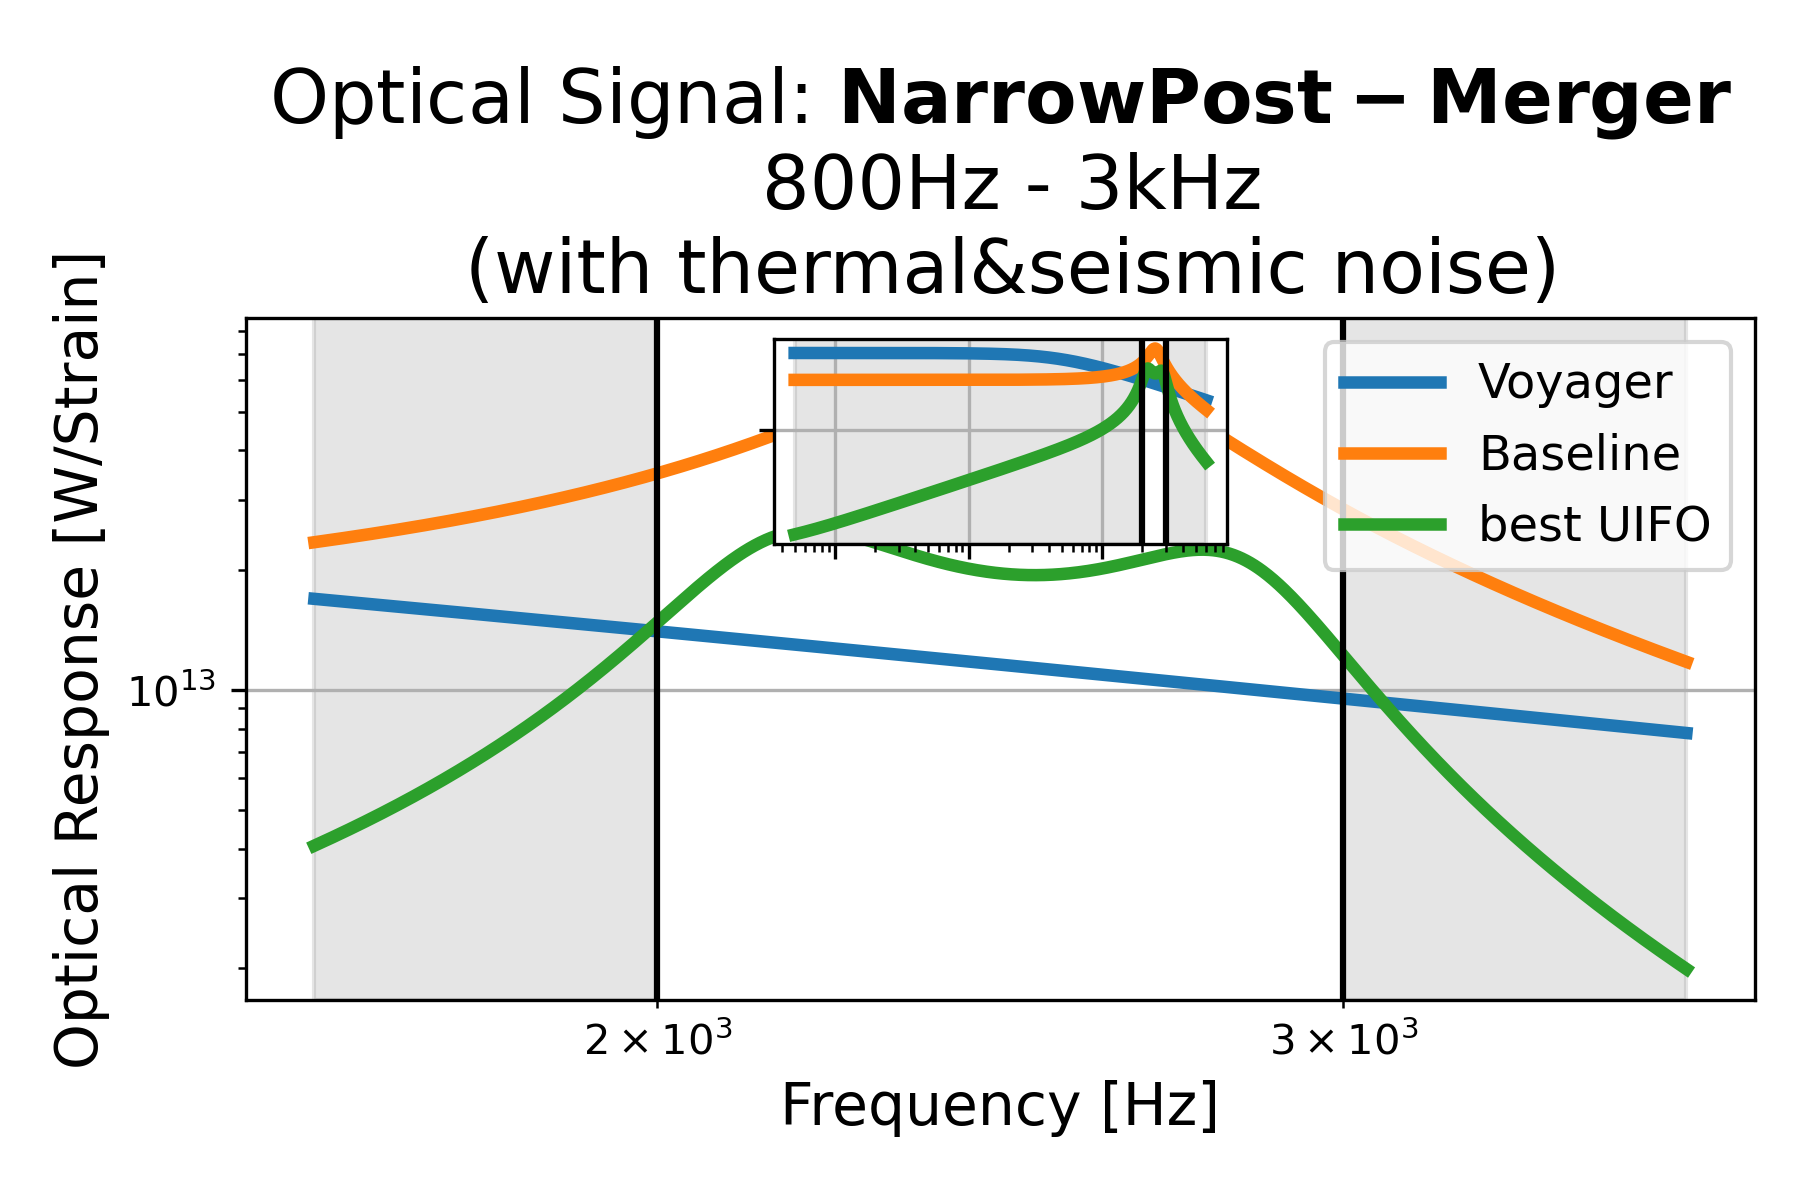 Optical Signal: NarrowPost − Merger
800Hz - 3kHz
(with thermal&seismic noise)
Optical Response [W/Strain]
10¹³
Voyager
Baseline
best UIFO
2 × 10³
3 × 10³
Frequency [Hz]